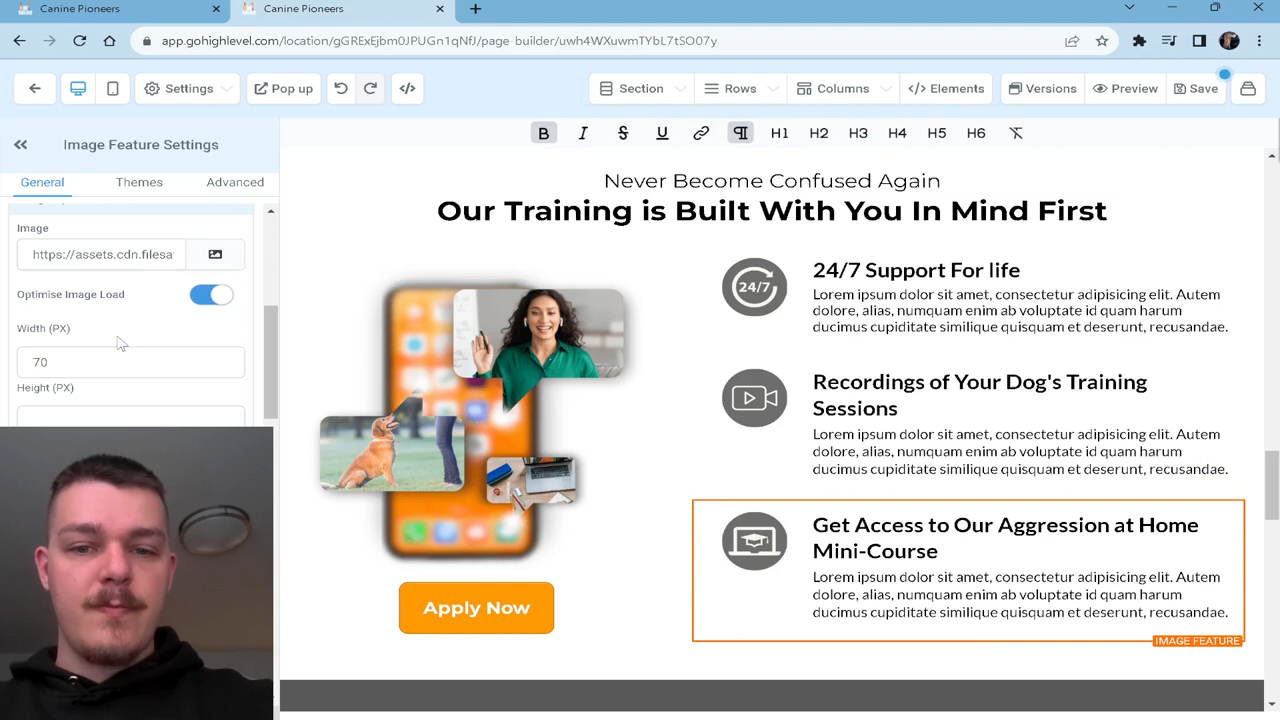 Canine Pioneers
Canine Pioneers
app.gohighlevel.com/location/gGRExEjbm0JPUGn1qNfJ/page-builder/uwh4WXuwmTYbL7tSO07y
Settings
Pop up
Section
Rows
Columns
Elements
Versions
Preview
Save
Image Feature Settings
B I S U H1 H2 H3 H4 H5 H6
General
Themes
Advanced
Image
https://assets.cdn.filesa
Optimise Image Load
Width (PX)
70
Height (PX)
Never Become Confused Again
Our Training is Built With You In Mind First
24/7
24/7 Support For life
Lorem ipsum dolor sit amet, consectetur adipisicing elit. Autem
dolore, alias, numquam enim ab voluptate id quam harum
ducimus cupiditate similique quisquam et deserunt, recusandae.
Recordings of Your Dog's Training
Sessions
Lorem ipsum dolor sit amet, consectetur adipisicing elit. Autem
dolore, alias, numquam enim ab voluptate id quam harum
ducimus cupiditate similique quisquam et deserunt, recusandae.
Get Access to Our Aggression at Home
Mini-Course
Lorem ipsum dolor sit amet, consectetur adipisicing elit. Autem
dolore, alias, numquam enim ab voluptate id quam harum
ducimus cupiditate similique quisquam et deserunt, recusandae.
IMAGE FEATURE
Apply Now